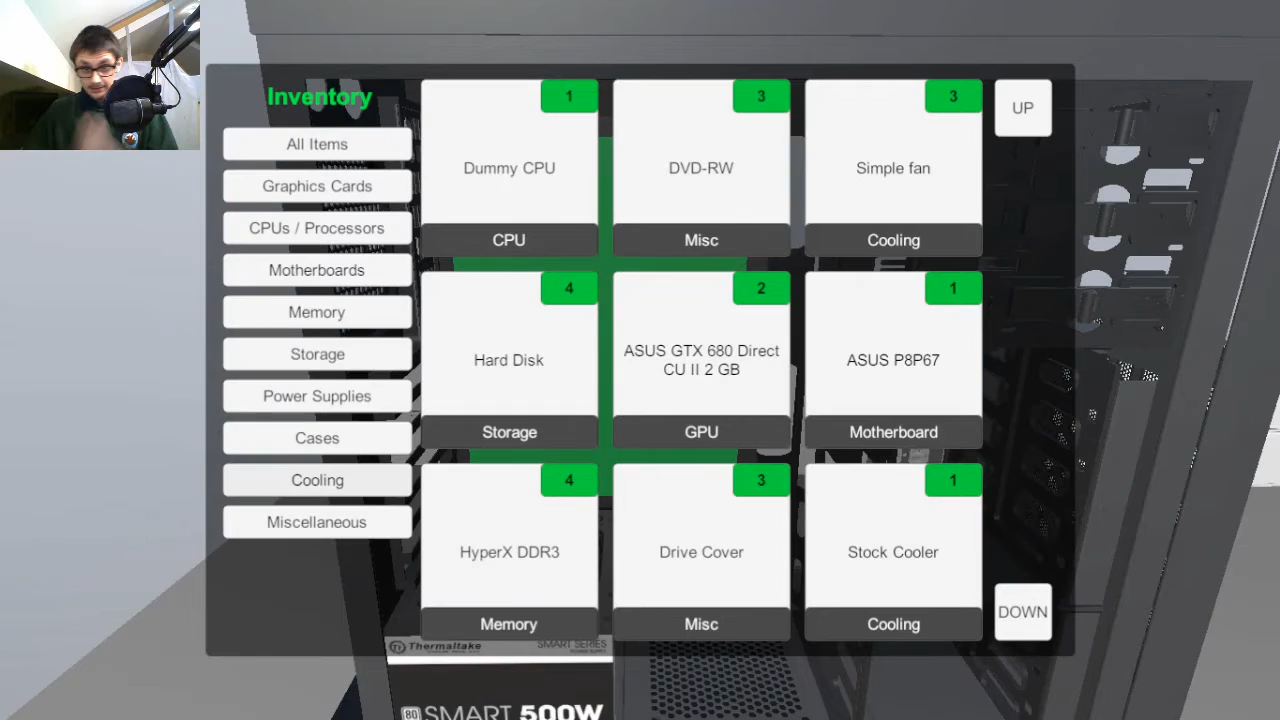 Inventory
All Items
Graphics Cards
CPUs / Processors
Motherboards
Memory
Storage
Power Supplies
Cases
Cooling
Miscellaneous
1
Dummy CPU
CPU
3
DVD-RW
Misc
3
Simple fan
Cooling
4
Hard Disk
Storage
2
ASUS GTX 680 Direct
CU II 2 GB
GPU
1
ASUS P8P67
Motherboard
4
HyperX DDR3
Memory
3
Drive Cover
Misc
1
Stock Cooler
Cooling
UP
DOWN
Thermaltake
SMART SERIES
80 SMART 500W